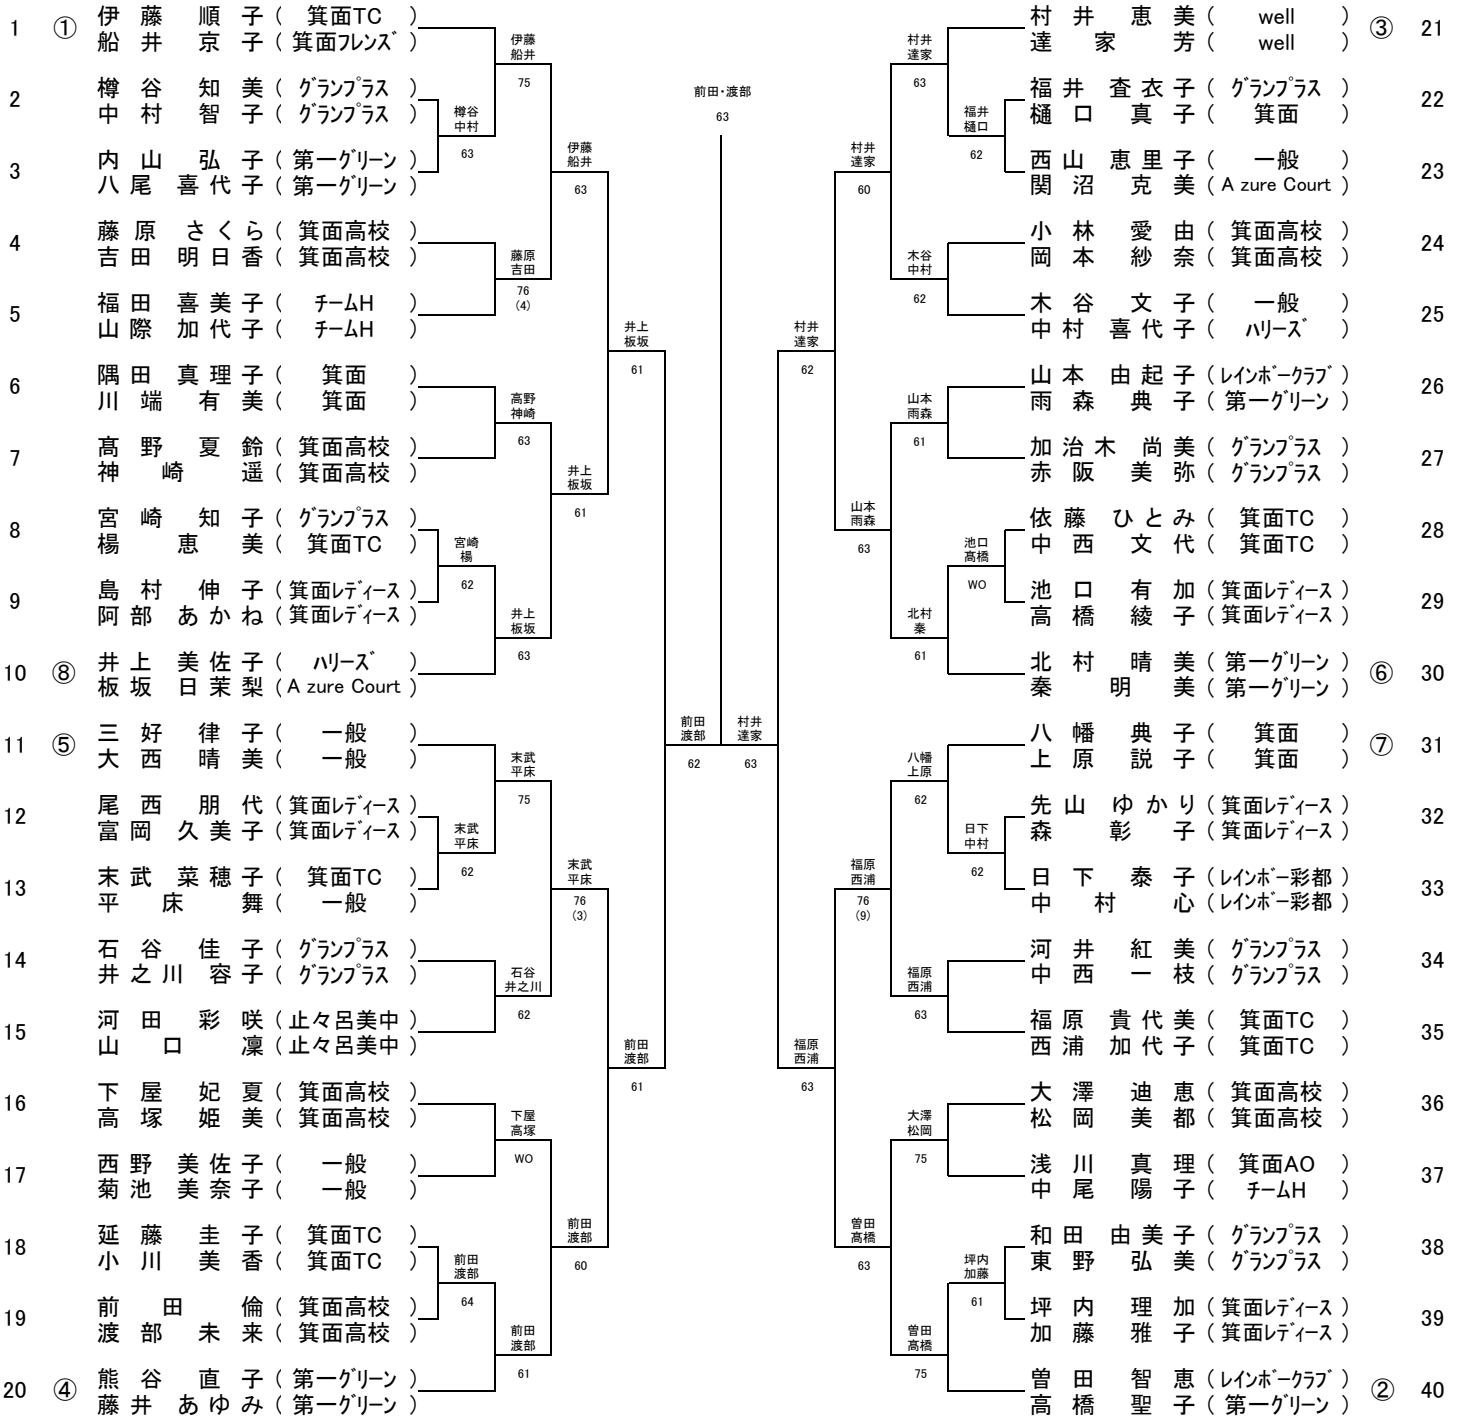 1 ① 伊藤 順子 ( 箕面TC )
船井 京子 ( 箕面フレンズ )
2 樽谷 知美 ( グランプラス )
中村 智子 ( グランプラス )
3 内山 弘子 ( 第一グリーン )
八尾 喜代子 ( 第一グリーン )
4 藤原 さくら ( 箕面高校 )
吉田 明日香 ( 箕面高校 )
5 福田 喜美子 ( チームH )
山際 加代子 ( チームH )
6 隅田 真理子 ( 箕面 )
川端 有美 ( 箕面 )
7 髙野 夏鈴 ( 箕面高校 )
神崎 遥 ( 箕面高校 )
8 宮崎 知子 ( グランプラス )
楊 恵美 ( 箕面TC )
9 島村 伸子 ( 箕面レディース )
阿部 あかね ( 箕面レディース )
10 ⑧ 井上 美佐子 ( ハリーズ )
板坂 日茉梨 ( A zure Court )
11 ⑤ 三好 律子 ( 一般 )
大西 晴美 ( 一般 )
12 尾西 朋代 ( 箕面レディース )
富岡 久美子 ( 箕面レディース )
13 末武 菜穂子 ( 箕面TC )
平床 舞 ( 一般 )
14 石谷 佳子 ( グランプラス )
井之川 容子 ( グランプラス )
15 河田 彩咲 ( 止々呂美中 )
山口 凜 ( 止々呂美中 )
16 下屋 妃夏 ( 箕面高校 )
高塚 姫美 ( 箕面高校 )
17 西野 美佐子 ( 一般 )
菊池 美奈子 ( 一般 )
18 延藤 圭子 ( 箕面TC )
小川 美香 ( 箕面TC )
19 前田 倫 ( 箕面高校 )
渡部 未来 ( 箕面高校 )
20 ④ 熊谷 直子 ( 第一グリーン )
藤井 あゆみ ( 第一グリーン )
樽谷
中村
63
宮崎
楊
62
末武
平床
62
前田
渡部
64
伊藤
船井
75
藤原
吉田
76
(4)
高野
神崎
63
井上
板坂
63
末武
平床
75
石谷
井之川
62
下屋
高塚
WO
前田
渡部
61
伊藤
船井
63
井上
板坂
61
末武
平床
76
(3)
前田
渡部
60
井上
板坂
61
前田
渡部
61
前田
渡部
62
前田・渡部
63
村井
達家
63
村井
達家
62
福原
西浦
63
村井
達家
60
山本
雨森
63
福原
西浦
76
(9)
曽田
髙橋
63
村井
達家
63
木谷
中村
62
山本
雨森
61
北村
秦
61
八幡
上原
62
福原
西浦
63
大澤
松岡
75
曽田
髙橋
75
福井
樋口
62
池口
髙橋
WO
日下
中村
62
坪内
加藤
61
村井 恵美 ( well ) ③ 21
達家 芳 ( well )
福井 査衣子 ( グランプラス ) 22
樋口 真子 ( 箕面 )
西山 恵里子 ( 一般 ) 23
関沼 克美 ( A zure Court )
小林 愛由 ( 箕面高校 ) 24
岡本 紗奈 ( 箕面高校 )
木谷 文子 ( 一般 ) 25
中村 喜代子 ( ハリーズ )
山本 由起子 ( レインボークラブ ) 26
雨森 典子 ( 第一グリーン )
加治木 尚美 ( グランプラス ) 27
赤阪 美弥 ( グランプラス )
依藤 ひとみ ( 箕面TC ) 28
中西 文代 ( 箕面TC )
池口 有加 ( 箕面レディース ) 29
高橋 綾子 ( 箕面レディース )
北村 晴美 ( 第一グリーン ) ⑥ 30
秦 明美 ( 第一グリーン )
八幡 典子 ( 箕面 ) ⑦ 31
上原 説子 ( 箕面 )
先山 ゆかり ( 箕面レディース ) 32
森 彰子 ( 箕面レディース )
日下 泰子 ( レインボー彩都 ) 33
中村 心 ( レインボー彩都 )
河井 紅美 ( グランプラス ) 34
中西 一枝 ( グランプラス )
福原 貴代美 ( 箕面TC ) 35
西浦 加代子 ( 箕面TC )
大澤 迪恵 ( 箕面高校 ) 36
松岡 美都 ( 箕面高校 )
浅川 真理 ( 箕面AO ) 37
中尾 陽子 ( チームH )
和田 由美子 ( グランプラス ) 38
東野 弘美 ( グランプラス )
坪内 理加 ( 箕面レディース ) 39
加藤 雅子 ( 箕面レディース )
曽田 智恵 ( レインボークラブ ) ② 40
高橋 聖子 ( 第一グリーン )